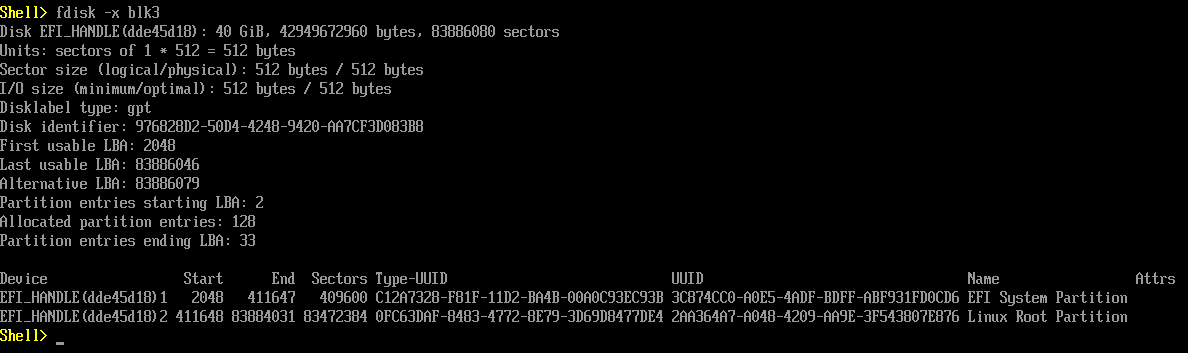 Shell> fdisk -x blk3
Disk EFI_HANDLE(dde45d18): 40 GiB, 42949672960 bytes, 83886080 sectors
Units: sectors of 1 * 512 = 512 bytes
Sector size (logical/physical): 512 bytes / 512 bytes
I/O size (minimum/optimal): 512 bytes / 512 bytes
Disklabel type: gpt
Disk identifier: 976828D2-50D4-4248-9420-AA7CF3D083B8
First usable LBA: 2048
Last usable LBA: 83886046
Alternative LBA: 83886079
Partition entries starting LBA: 2
Allocated partition entries: 128
Partition entries ending LBA: 33

Device Start End Sectors Type-UUID UUID Name Attrs
EFI_HANDLE(dde45d18)1 2048 411647 409600 C12A7328-F81F-11D2-BA4B-00A0C93EC93B 3C874CC0-A0E5-4ADF-BDFF-ABF931FD0CD6 EFI System Partition
EFI_HANDLE(dde45d18)2 411648 83884031 83472384 0FC63DAF-8483-4772-8E79-3D69D8477DE4 2AA364A7-A048-4209-AA9E-3F543807E876 Linux Root Partition
Shell> _